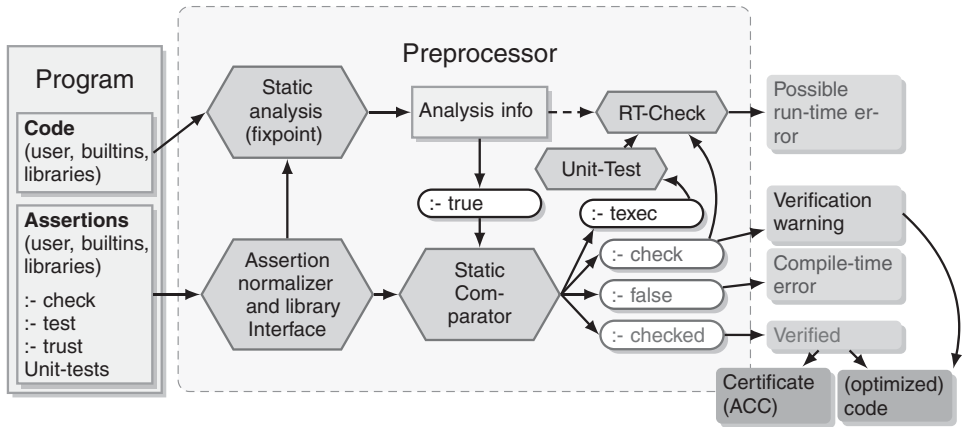 Preprocessor
Program
Code
(user, builtins,
libraries)
Assertions
(user, builtins,
libraries)
:- check
:- test
:- trust
Unit-tests
Static
analysis
(fixpoint)
Assertion
normalizer
and library
Interface
Analysis info
:- true
Static
Com-
parator
RT-Check
Unit-Test
:- texec
:- check
:- false
:- checked
Possible
run-time er-
ror
Verification
warning
Compile-time
error
Verified
Certificate
(ACC)
(optimized)
code